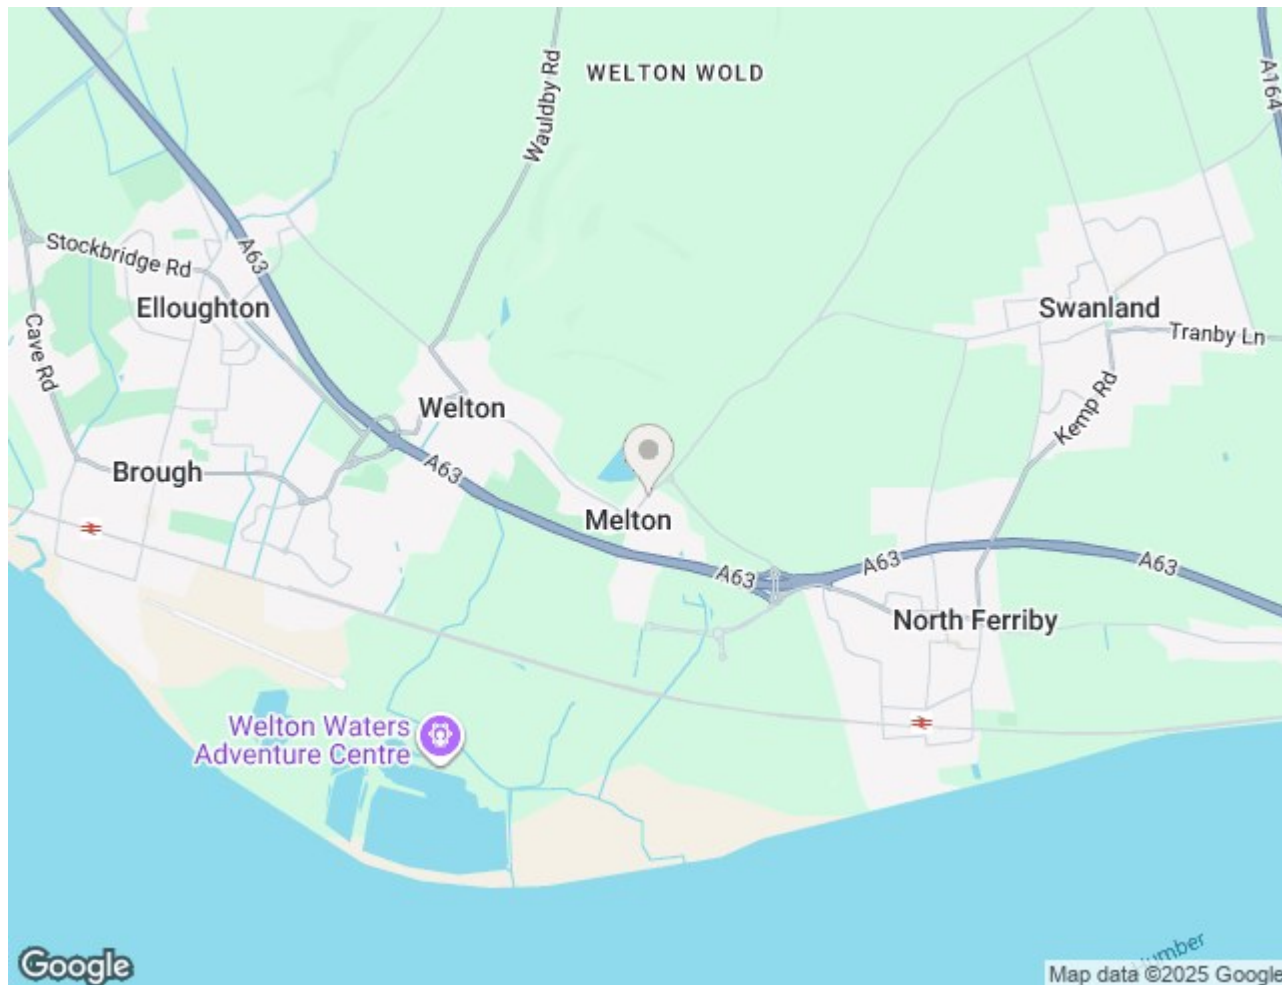 WELTON WOLD
Wauldby Rd
A164
Stockbridge Rd
A63
Elloughton
Swanland
Tranby Ln
Cave Rd
Kemp Rd
Welton
Brough
A63
Melton
A63
A63
A63
North Ferriby
Welton Waters
Adventure Centre
Humber
Google
Map data ©2025 Google